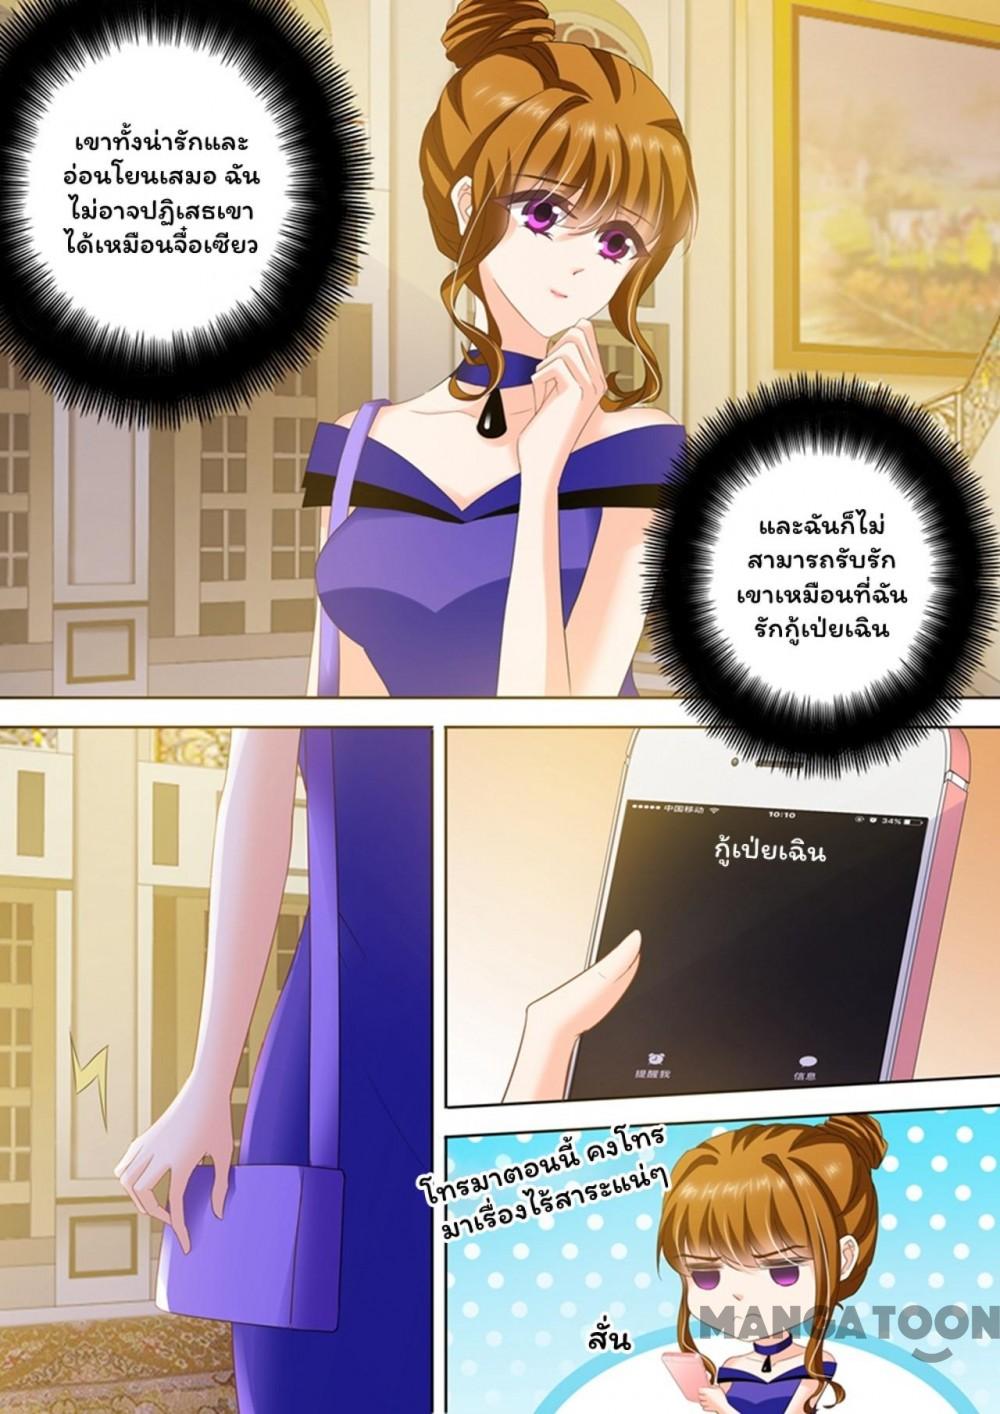 เขาทั้งน่ารักและ
อ่อนโยนเสมอ ฉัน
ไม่อาจปฏิเสธเขา
ได้เหมือนจื๋อเซียว
และฉันก็ไม่
สามารถรับรัก
เขาเหมือนที่ฉัน
รักกู้เป่ยเฉิน
中国移动
10:10
34%
กู้เป่ยเฉิน
提醒我
信息
โทรมาตอนนี้ คงโทร
มาเรื่องไร้สาระแน่ๆ
สั่น
MANGATOON